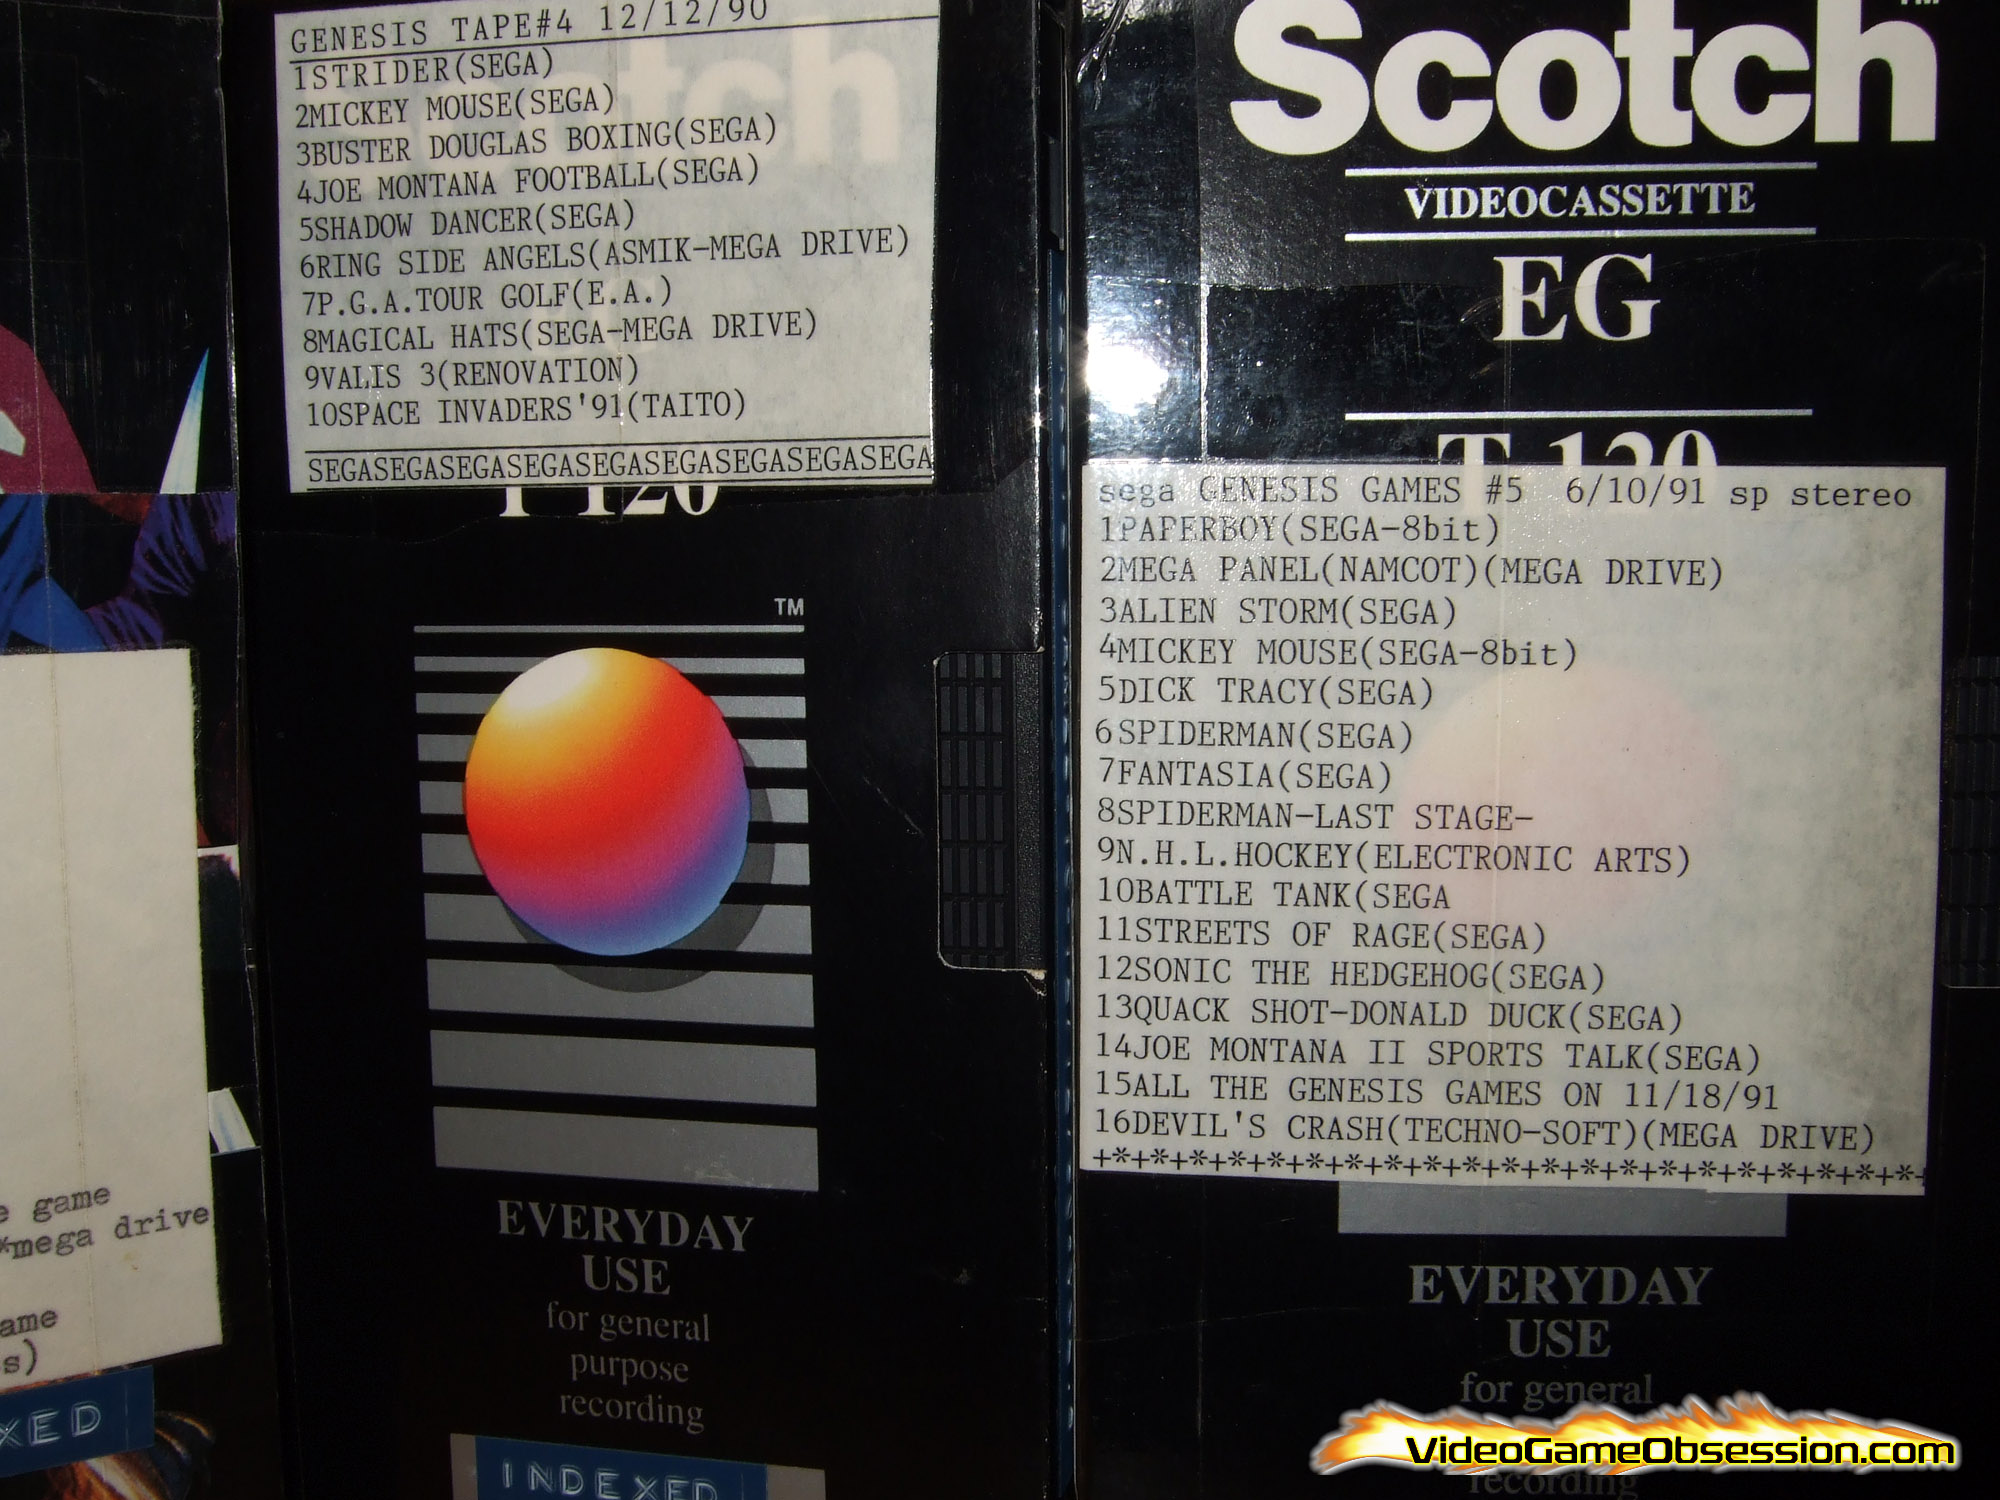 GENESIS TAPE#4 12/12/90
1STRIDER(SEGA)
2MICKEY MOUSE(SEGA)
3BUSTER DOUGLAS BOXING(SEGA)
4JOE MONTANA FOOTBALL(SEGA)
5SHADOW DANCER(SEGA)
6RING SIDE ANGELS(ASMIK-MEGA DRIVE)
7P.G.A.TOUR GOLF(E.A.)
8MAGICAL HATS(SEGA-MEGA DRIVE)
9VALIS 3(RENOVATION)
10SPACE INVADERS'91(TAITO)
SEGASEGASEGASEGASEGASEGASEGASEGASEGA
T 120
TM
EVERYDAY
USE
for general
purpose
recording
INDEXED
Scotch™
VIDEOCASSETTE
EG
T-120
sega GENESIS GAMES #5 6/10/91 sp stereo
1PAPERBOY(SEGA-8bit)
2MEGA PANEL(NAMCOT)(MEGA DRIVE)
3ALIEN STORM(SEGA)
4MICKEY MOUSE(SEGA-8bit)
5DICK TRACY(SEGA)
6SPIDERMAN(SEGA)
7FANTASIA(SEGA)
8SPIDERMAN-LAST STAGE-
9N.H.L.HOCKEY(ELECTRONIC ARTS)
10BATTLE TANK(SEGA
11STREETS OF RAGE(SEGA)
12SONIC THE HEDGEHOG(SEGA)
13QUACK SHOT-DONALD DUCK(SEGA)
14JOE MONTANA II SPORTS TALK(SEGA)
15ALL THE GENESIS GAMES ON 11/18/91
16DEVIL'S CRASH(TECHNO-SOFT)(MEGA DRIVE)
+*+*+*+*+*+*+*+*+*+*+*+*+*+*+*+*+*+*+*+*+*+
EVERYDAY
USE
for general
recording
VideoGameObsession.com
e game
*mega drive
ame
s)
XED